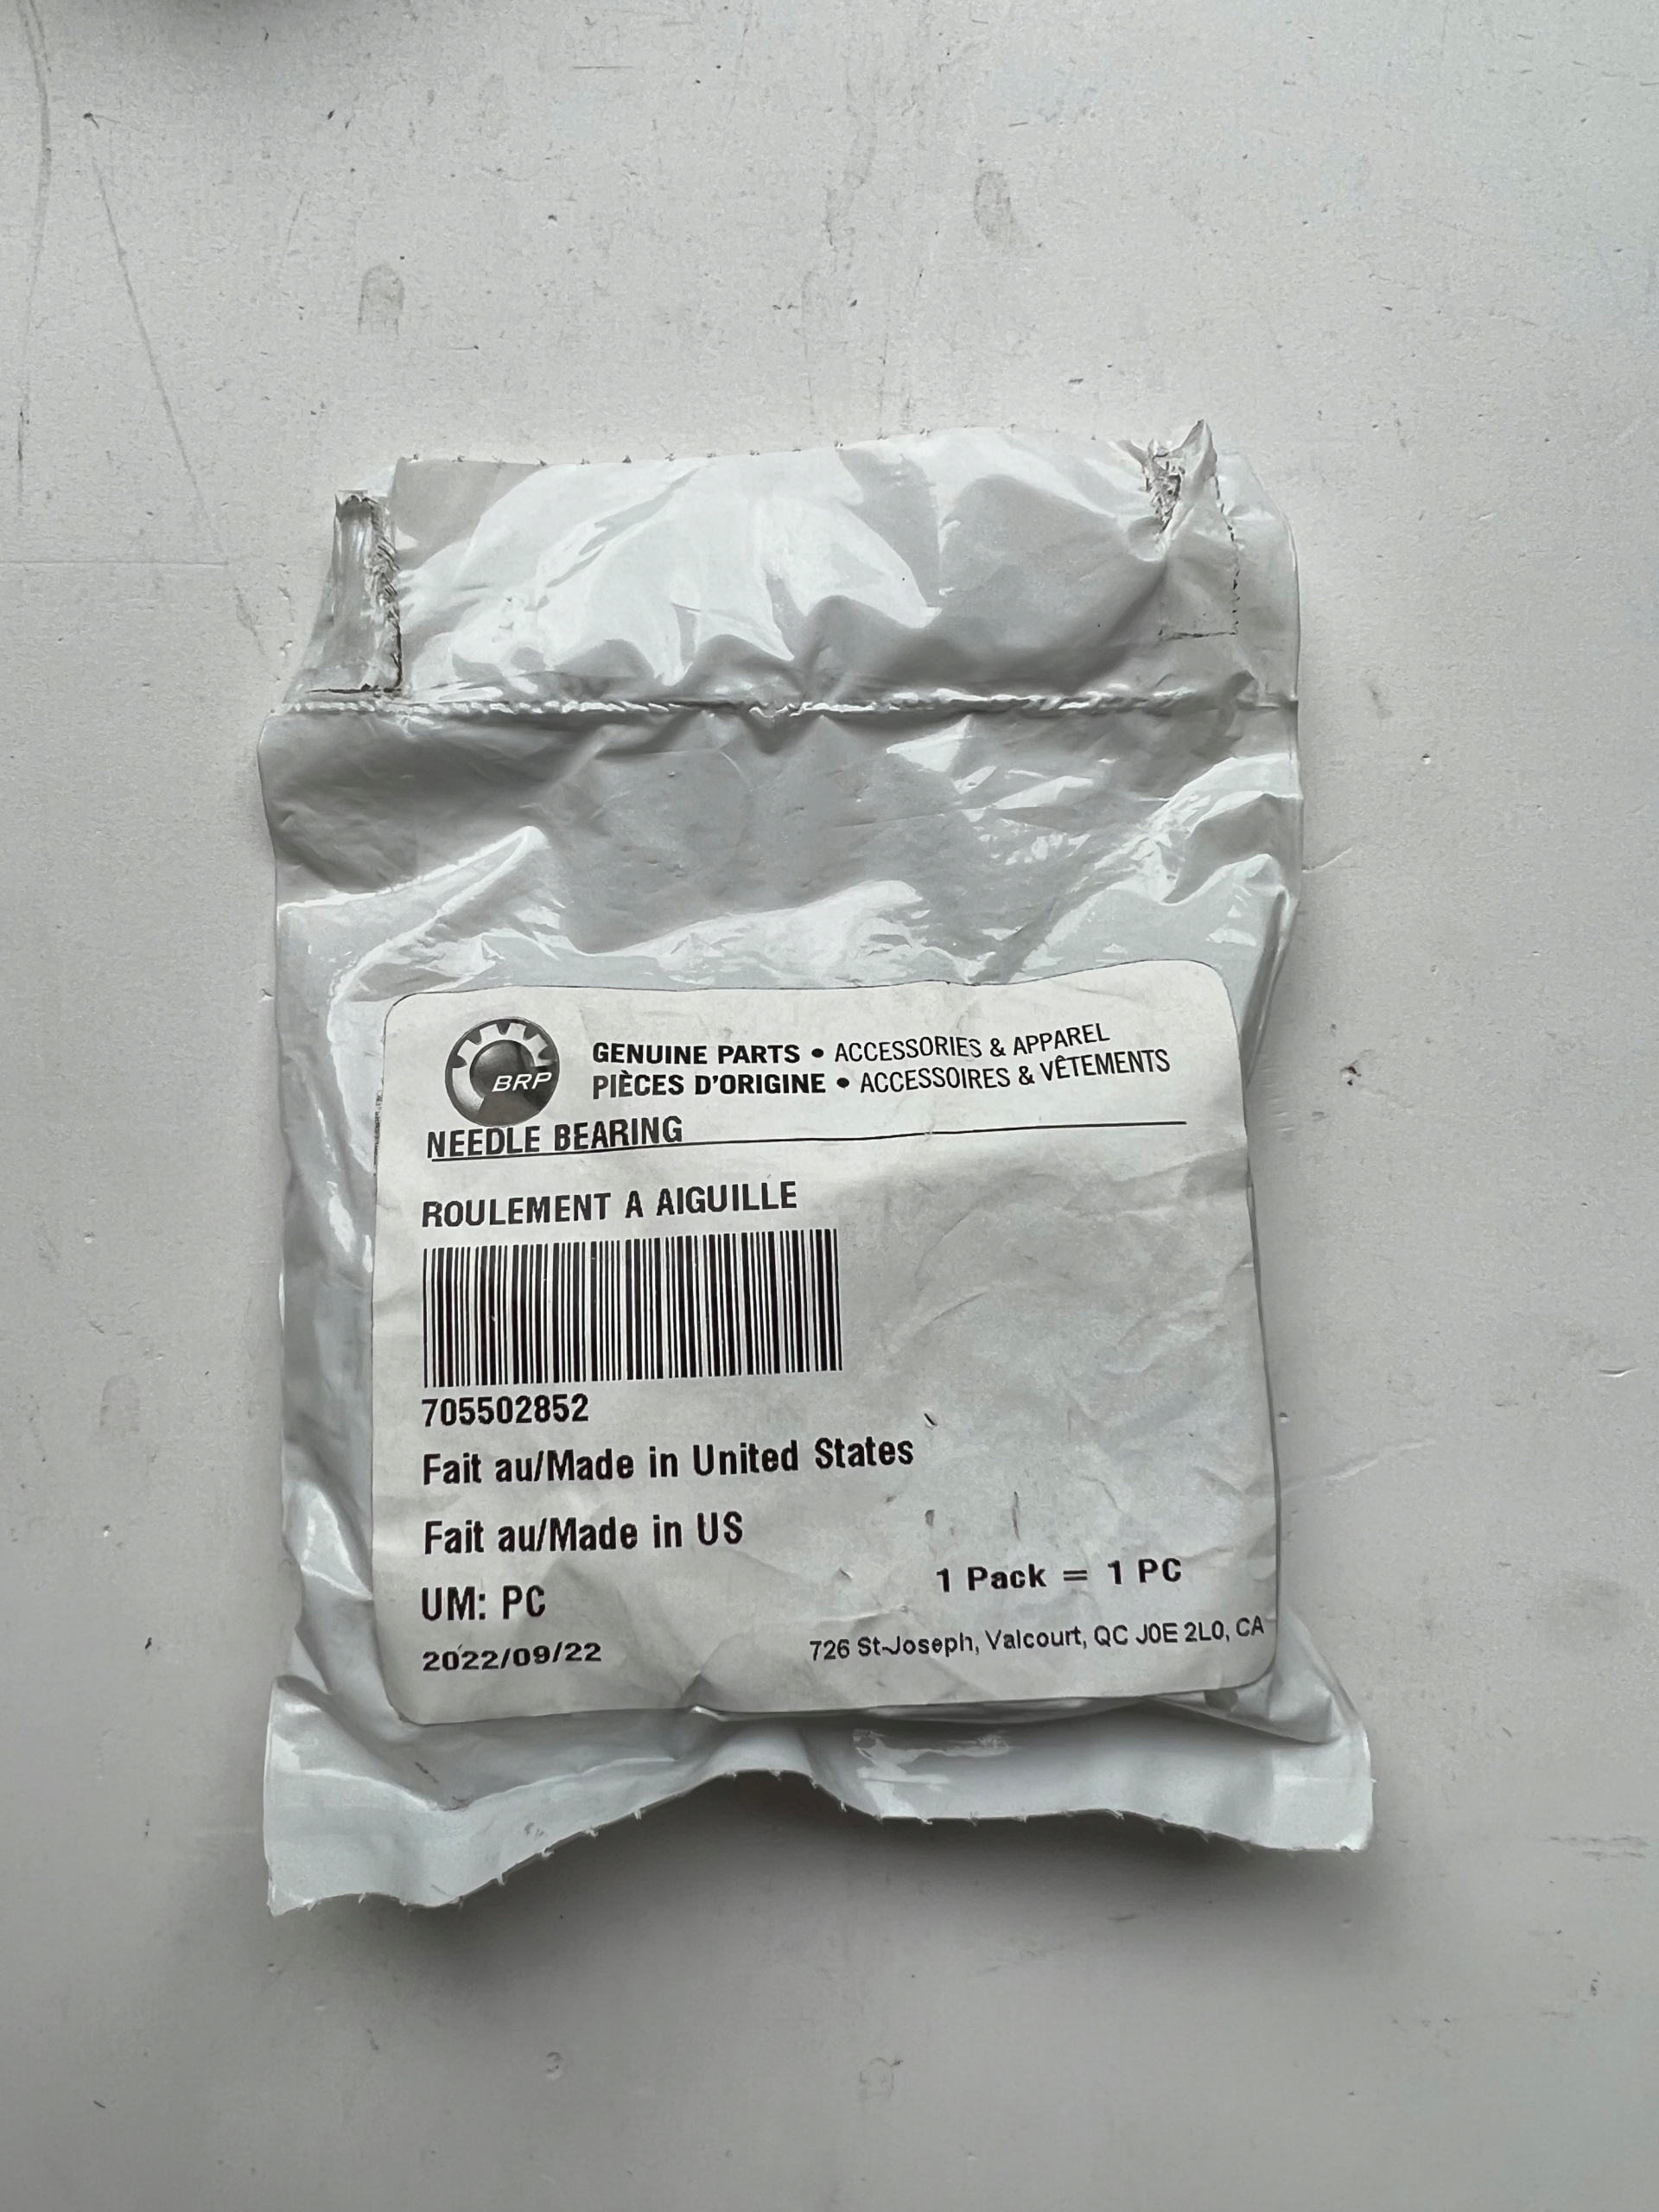 BRP
GENUINE PARTS • ACCESSORIES & APPAREL
PIÈCES D'ORIGINE • ACCESSOIRES & VÊTEMENTS
NEEDLE BEARING
ROULEMENT A AIGUILLE
705502852
Fait au/Made in United States
Fait au/Made in US
UM: PC
1 Pack = 1 PC
2022/09/22
726 St-Joseph, Valcourt, QC J0E 2L0, CA